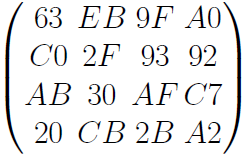 63 EB 9F A0
C0 2F 93 92
AB 30 AF C7
20 CB 2B A2